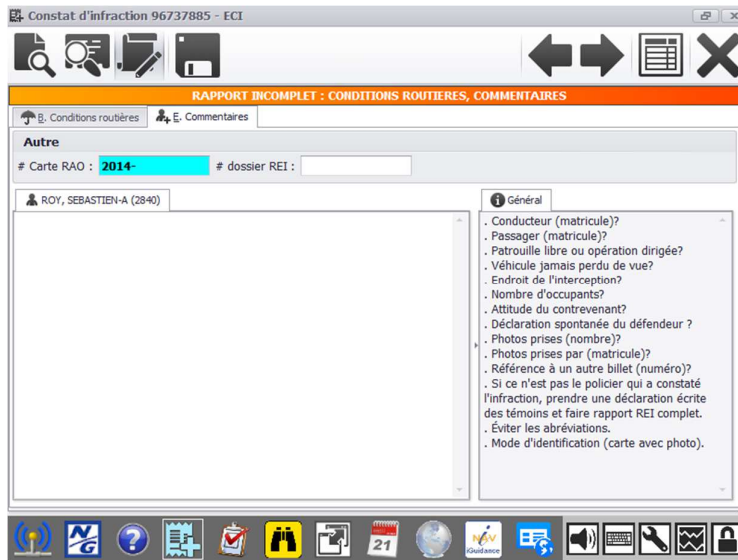 Constat d'infraction 96737885 - ECI
RAPPORT INCOMPLET : CONDITIONS ROUTIERES, COMMENTAIRES
B. Conditions routières
E. Commentaires
Autre
# Carte RAO : 2014-
# dossier REI :
ROY, SEBASTIEN-A (2840)
Général
. Conducteur (matricule)?
. Passager (matricule)?
. Patrouille libre ou opération dirigée?
. Véhicule jamais perdu de vue?
. Endroit de l'interception?
. Nombre d'occupants?
. Attitude du contrevenant?
. Déclaration spontanée du défendeur ?
. Photos prises (nombre)?
. Photos prises par (matricule)?
. Référence à un autre billet (numéro)?
. Si ce n'est pas le policier qui a constaté
l'infraction, prendre une déclaration écrite
des témoins et faire rapport REI complet.
. Éviter les abréviations.
. Mode d'identification (carte avec photo).
N
G
?
21
NAV
iGuidance